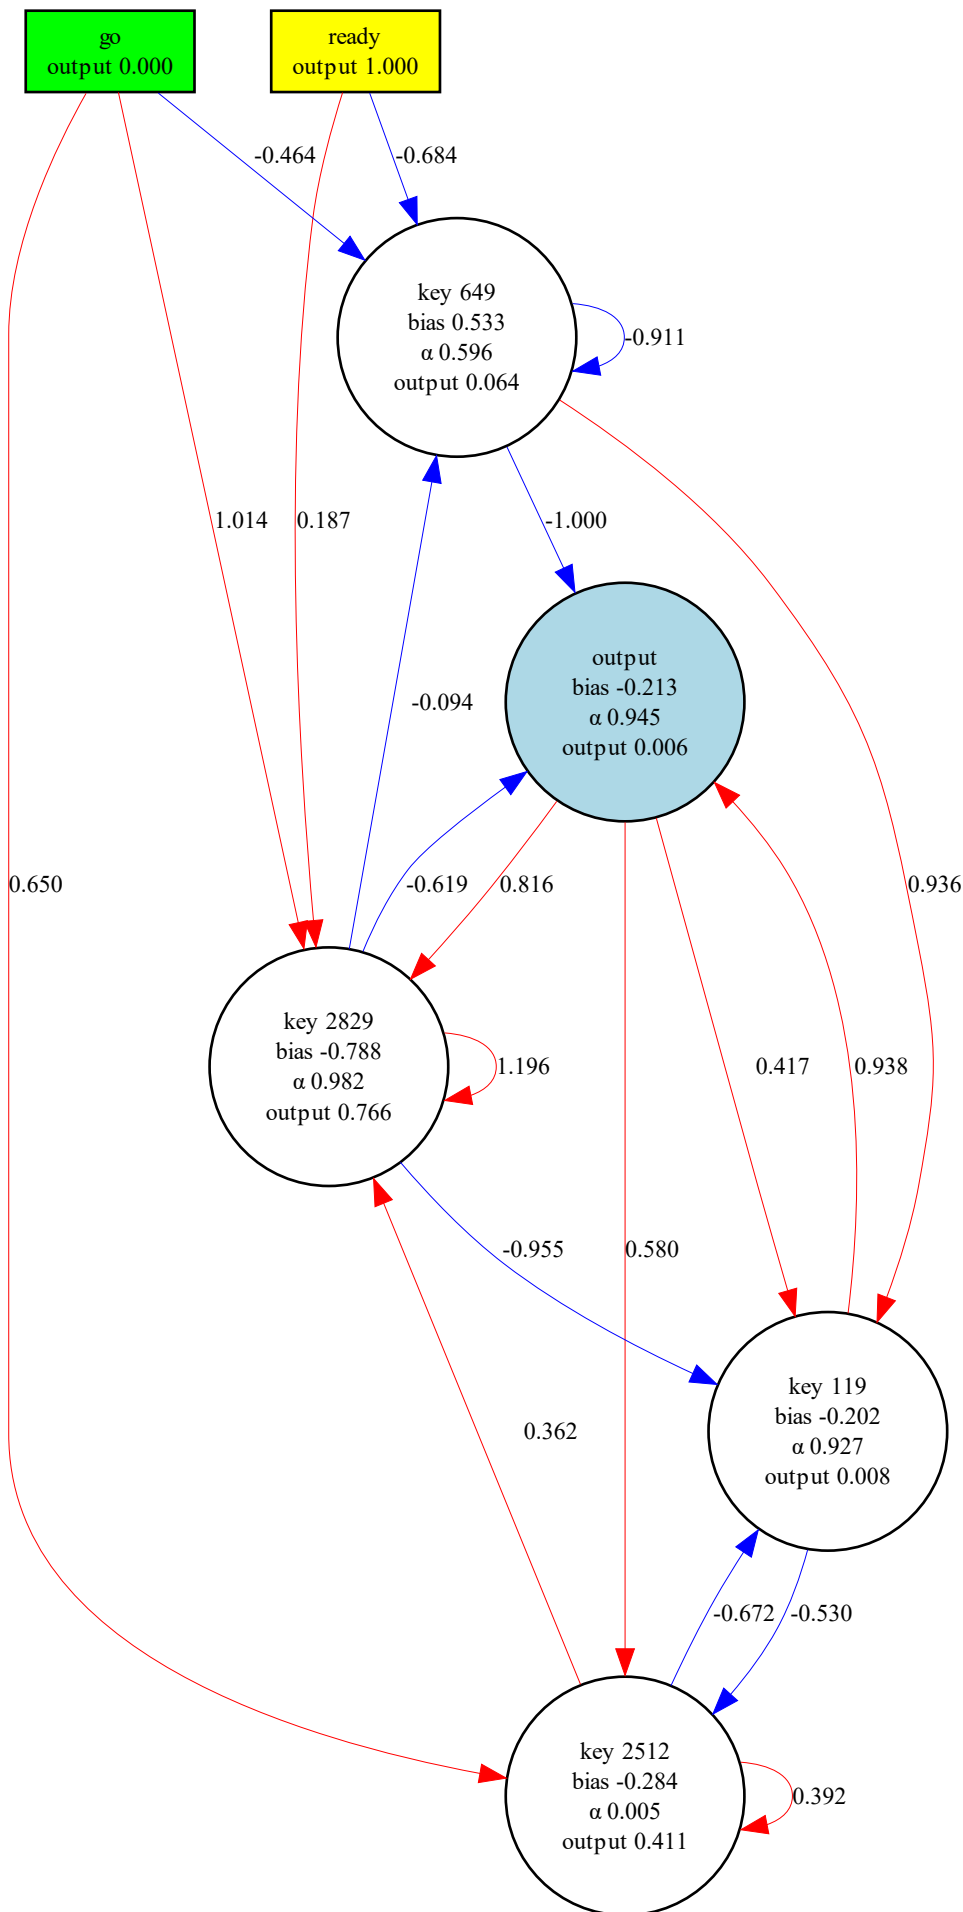 go
output 0.000
ready
output 1.000
-0.464
-0.684
key 649
bias 0.533
α 0.596
output 0.064
-0.911
1.014
0.187
-1.000
output
bias -0.213
α 0.945
output 0.006
-0.094
0.650
-0.619
0.816
0.936
key 2829
bias -0.788
α 0.982
output 0.766
1.196
0.417
0.938
-0.955
0.580
key 119
bias -0.202
α 0.927
output 0.008
0.362
-0.672
-0.530
key 2512
bias -0.284
α 0.005
output 0.411
0.392